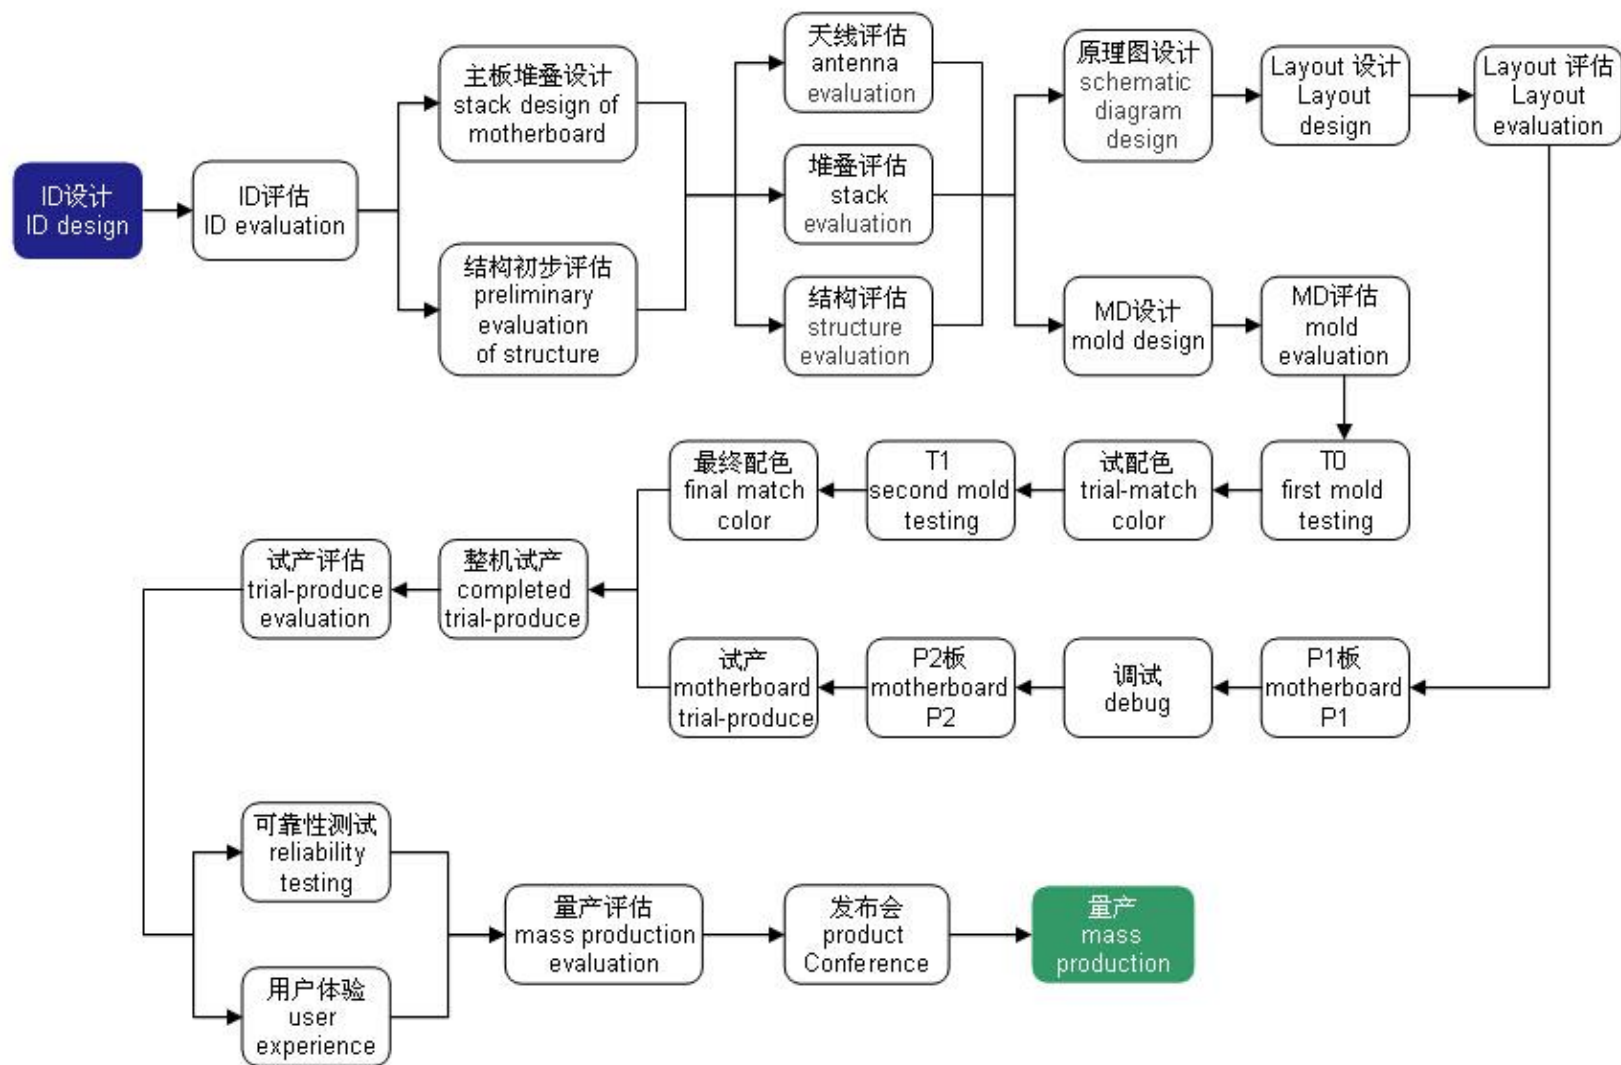 ID设计
ID design
ID评估
ID evaluation
主板堆叠设计
stack design of
motherboard
结构初步评估
preliminary
evaluation
of structure
天线评估
antenna
evaluation
堆叠评估
stack
evaluation
结构评估
structure
evaluation
原理图设计
schematic
diagram
design
Layout 设计
Layout
design
Layout 评估
Layout
evaluation
MD设计
mold design
MD评估
mold
evaluation
T0
first mold
testing
试配色
trial-match
color
T1
second mold
testing
最终配色
final match
color
P1板
motherboard
P1
调试
debug
P2板
motherboard
P2
试产
motherboard
trial-produce
整机试产
completed
trial-produce
试产评估
trial-produce
evaluation
可靠性测试
reliability
testing
用户体验
user
experience
量产评估
mass production
evaluation
发布会
product
Conference
量产
mass
production